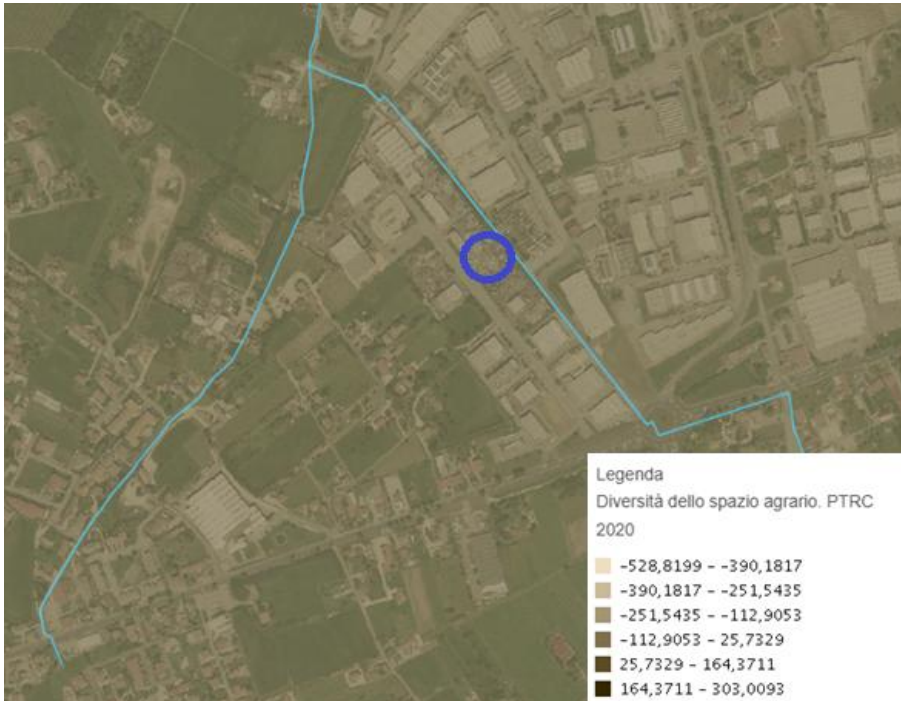 Legenda
Diversità dello spazio agrario. PTRC
2020
-528,8199 – -390,1817
-390,1817 – -251,5435
-251,5435 – -112,9053
-112,9053 – 25,7329
25,7329 – 164,3711
164,3711 – 303,0093